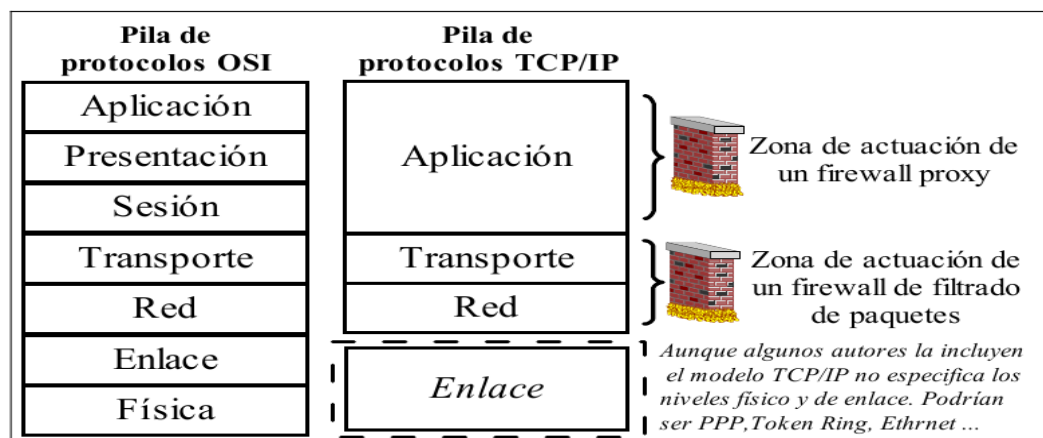 Pila de
protocolos OSI
Aplicación
Presentación
Sesión
Transporte
Red
Enlace
Física
Pila de
protocolos TCP/IP
Aplicación
Transporte
Red
Enlace
Zona de actuación de
un firewall proxy
Zona de actuación de
un firewall de filtrado
de paquetes
Aunque algunos autores la incluyen
el modelo TCP/IP no especifica los
niveles físico y de enlace. Podrían
ser PPP,Token Ring, Ethrnet ...